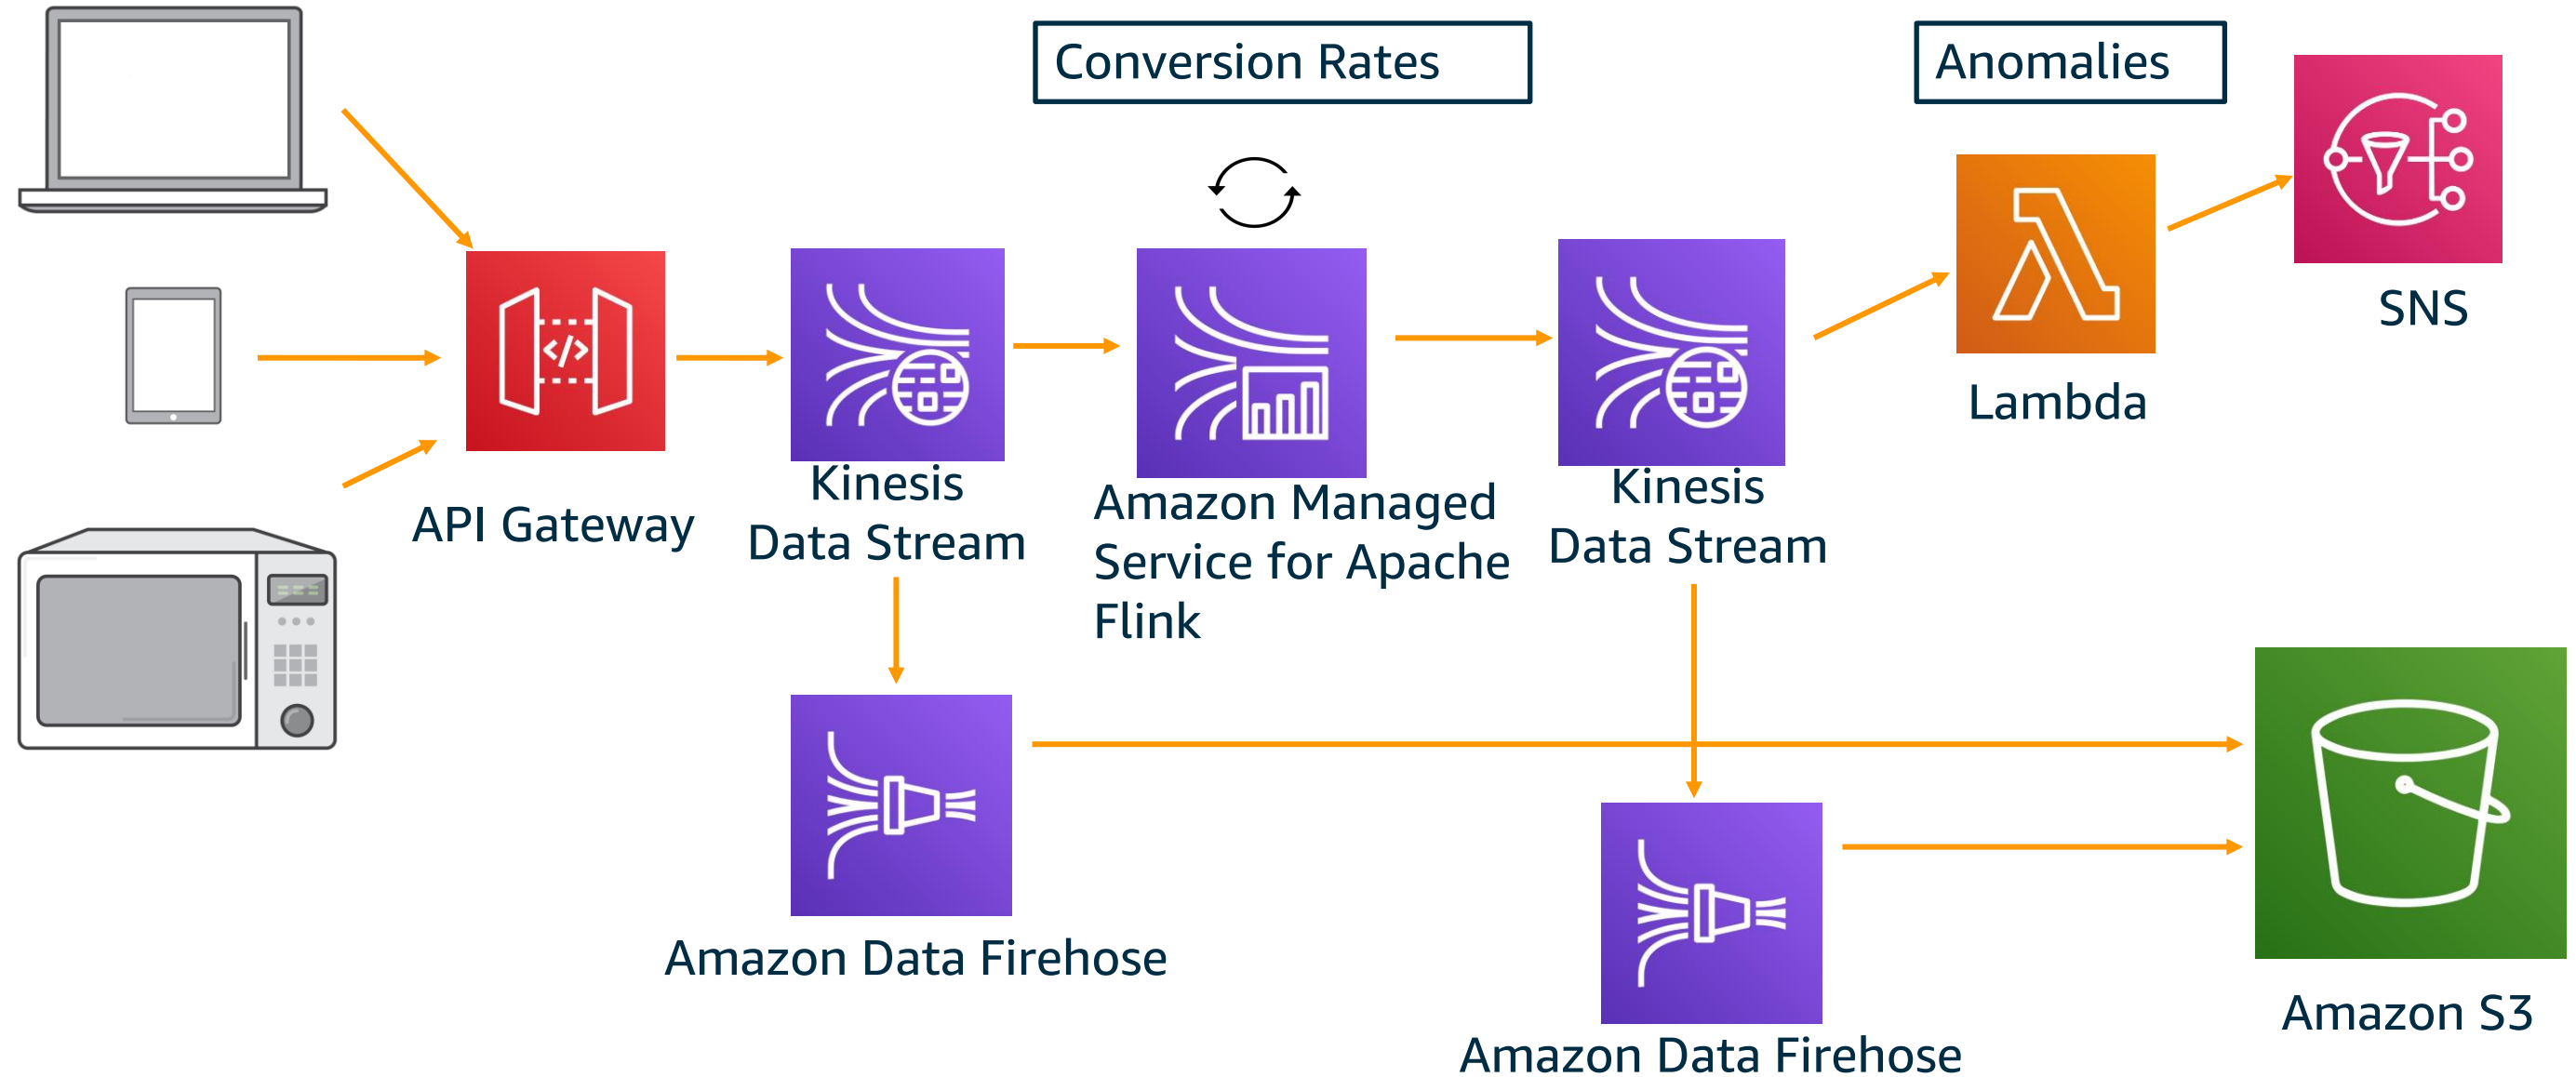 Conversion Rates
Anomalies
SNS
Lambda
</>
API Gateway
Kinesis
Data Stream
Amazon Managed
Service for Apache
Flink
Kinesis
Data Stream
Amazon Data Firehose
Amazon Data Firehose
Amazon S3